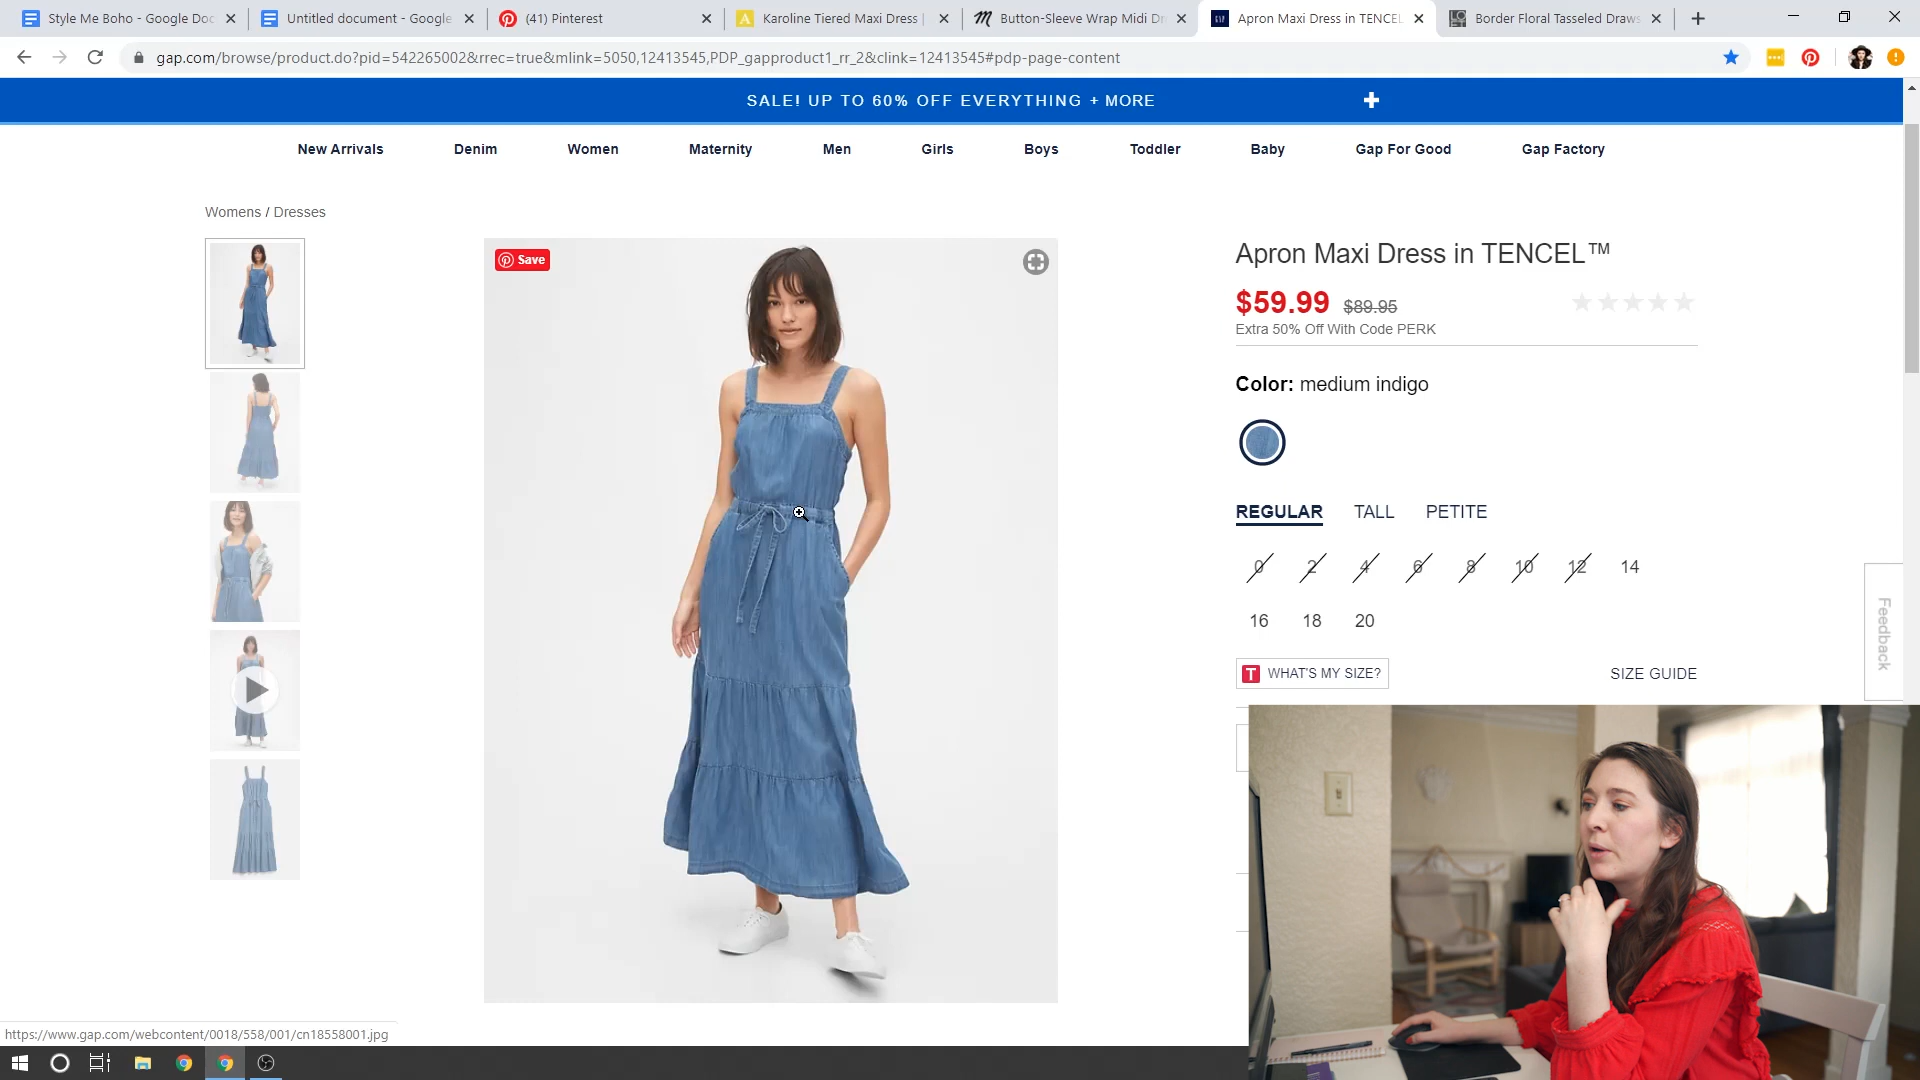 Style Me Boho - Google Doc
Untitled document - Google
(41) Pinterest
Karoline Tiered Maxi Dress |
Button-Sleeve Wrap Midi Dr
Apron Maxi Dress in TENCEL
Border Floral Tasseled Draws
gap.com/browse/product.do?pid=542265002&rrec=true&mlink=5050,12413545,PDP_gapproduct1_rr_2&clink=12413545#pdp-page-content
SALE! UP TO 60% OFF EVERYTHING + MORE
New Arrivals
Denim
Women
Maternity
Men
Girls
Boys
Toddler
Baby
Gap For Good
Gap Factory
Womens / Dresses
Save
Apron Maxi Dress in TENCEL™
$59.99 $89.95
Extra 50% Off With Code PERK
Color: medium indigo
REGULAR TALL PETITE
0 2 4 6 8 10 12 14
16 18 20
T WHAT'S MY SIZE?
SIZE GUIDE
Feedback
https://www.gap.com/webcontent/0018/558/001/cn18558001.jpg